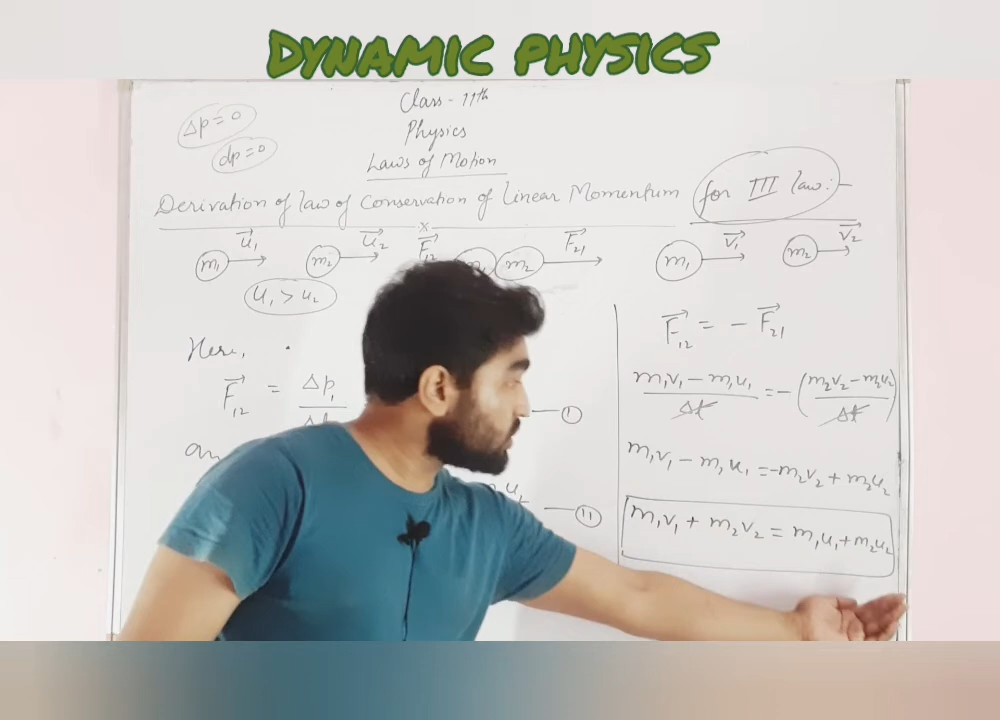 DYNAMIC PHYSICS
Class - 11th
Physics
Laws of Motion
Δp = 0
dp = 0
Derivation of law of Conservation of Linear Momentum for III law:-
m₁ u₁⃗ m₂ u₂⃗ F₁₂⃗ m₂ F₂₁⃗ m₁ v₁⃗ m₂ v₂⃗
u₁ > u₂
Here,
F₁₂⃗ = Δp₁ / Δt
①
⑪
F₁₂⃗ = - F₂₁⃗
(m₁v₁ - m₁u₁) / Δt = - ((m₂v₂ - m₂u₂) / Δt)
m₁v₁ - m₁u₁ = -m₂v₂ + m₂u₂
m₁v₁ + m₂v₂ = m₁u₁ + m₂u₂